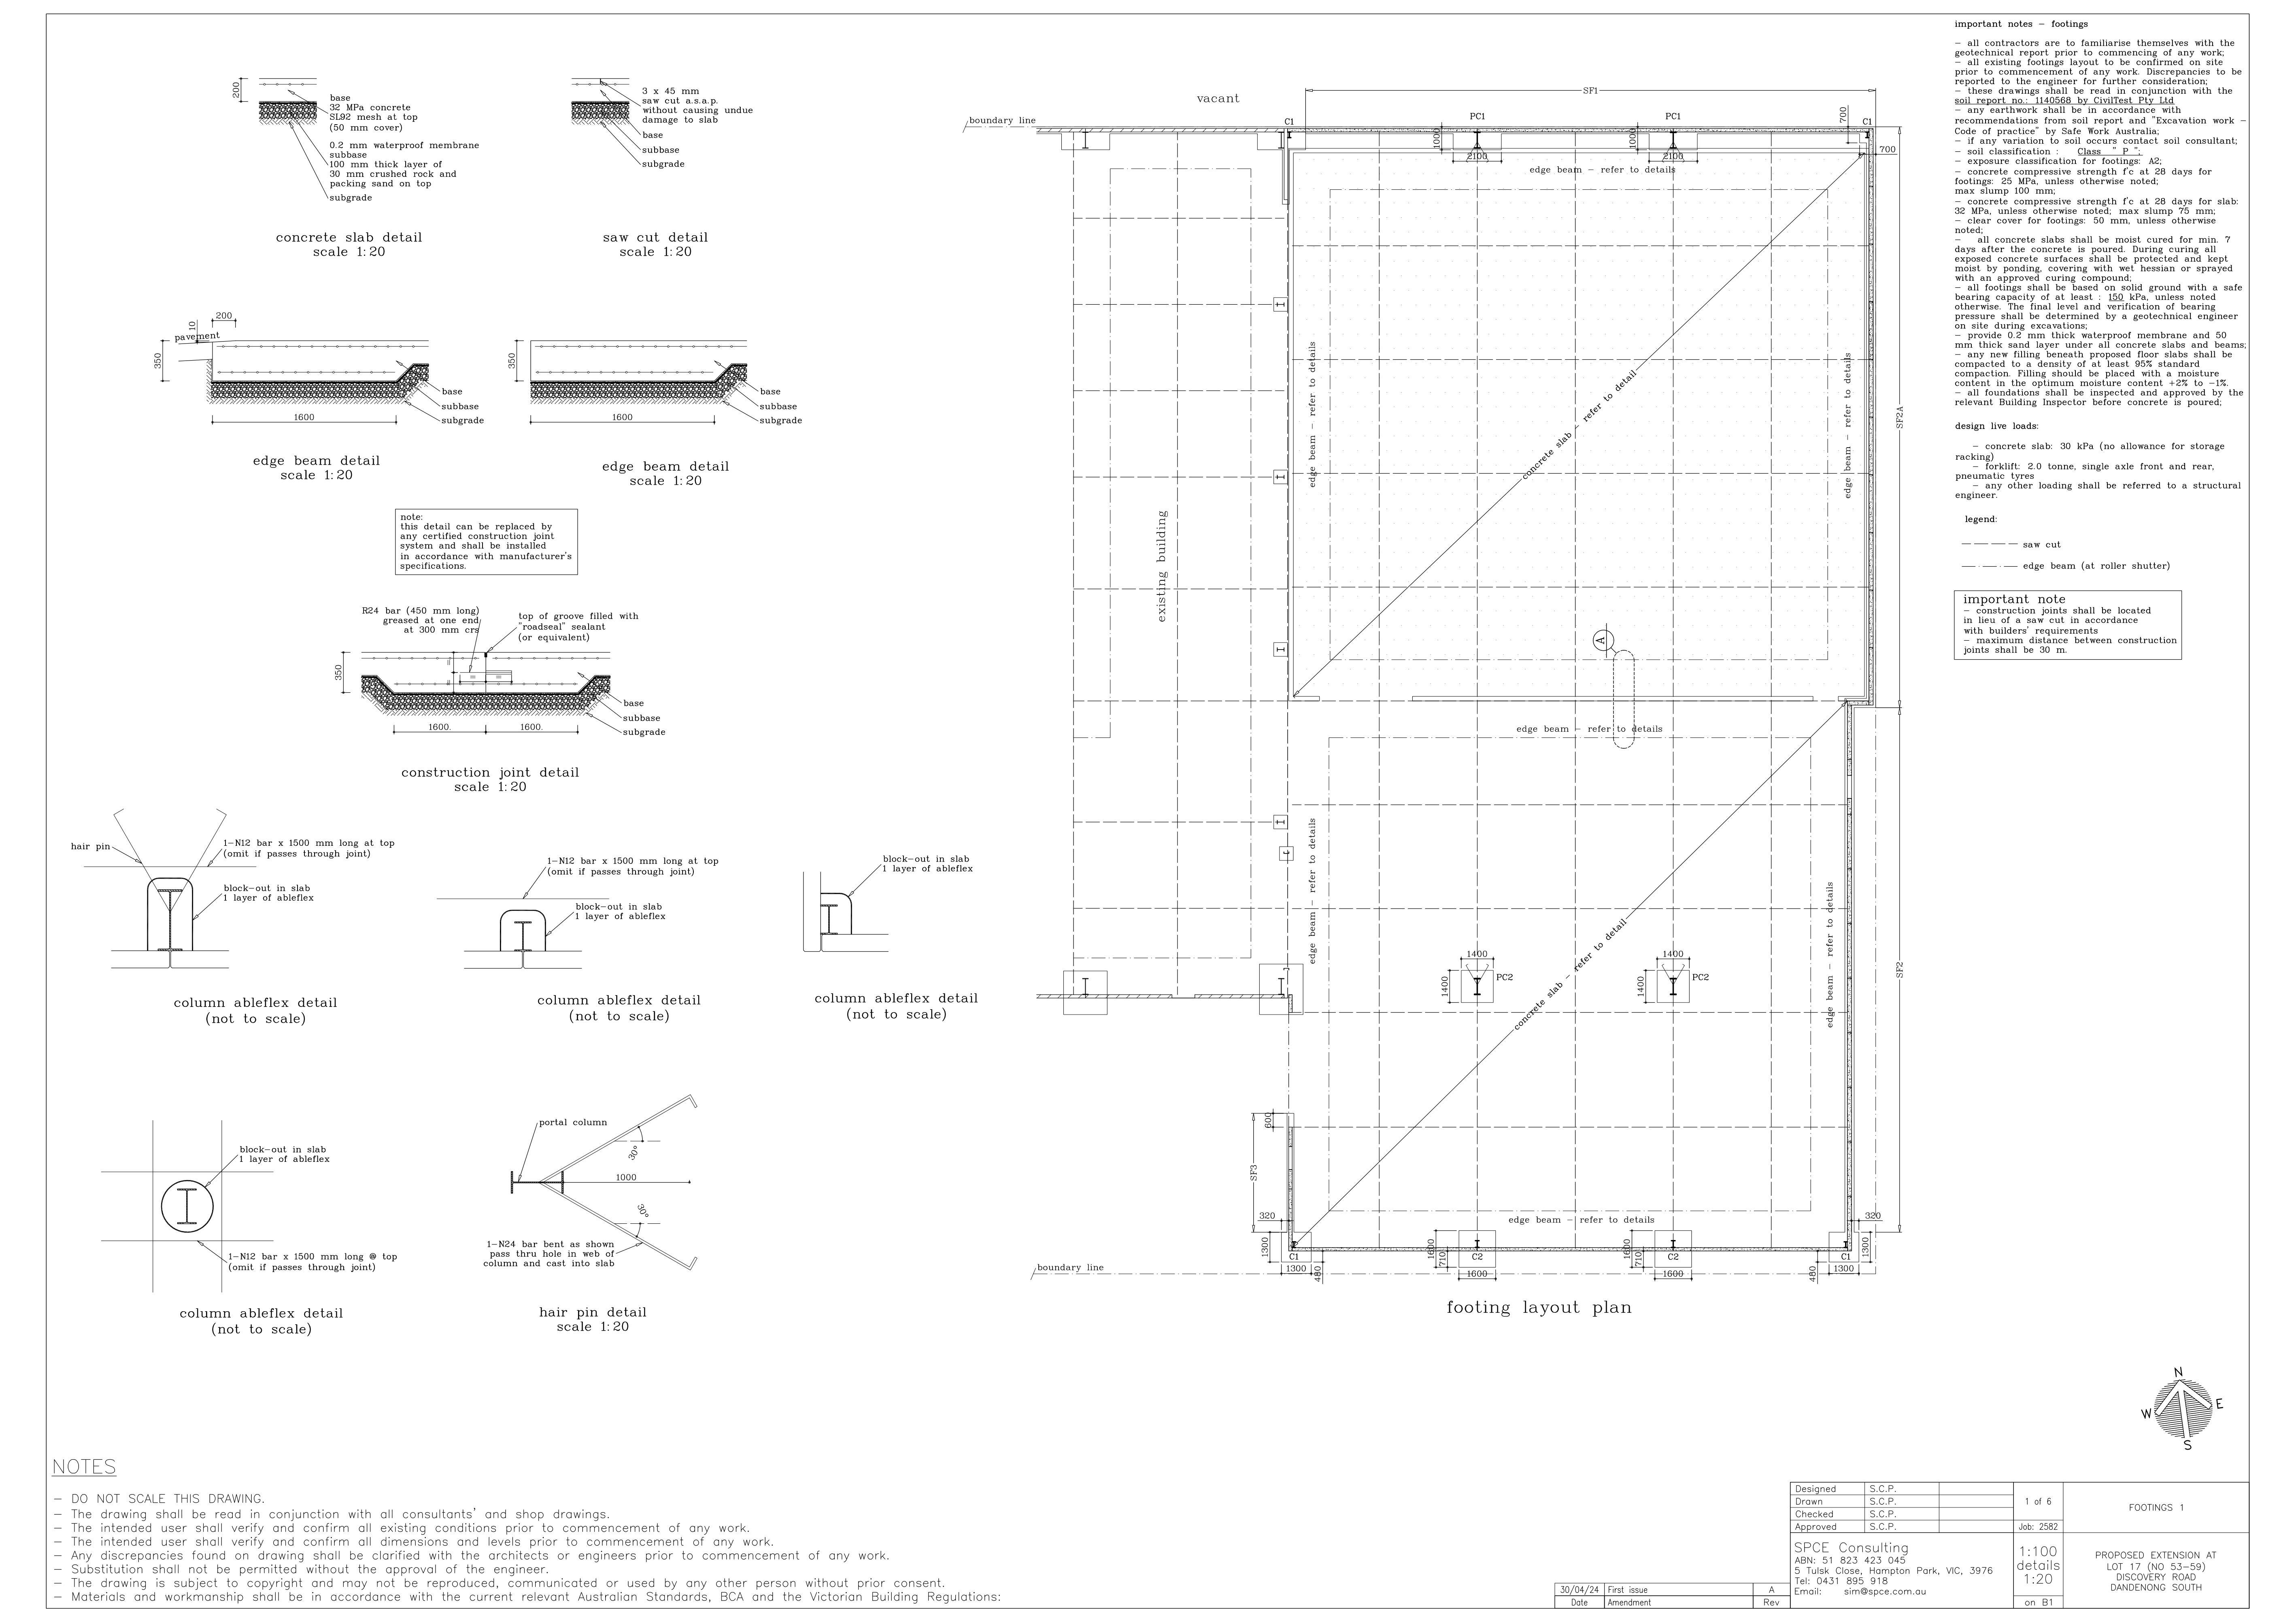 200
base
32 MPa concrete
SL92 mesh at top
(50 mm cover)
0.2 mm waterproof membrane
subbase
100 mm thick layer of
30 mm crushed rock and
packing sand on top
subgrade
concrete slab detail
scale 1:20
3 x 45 mm
saw cut a.s.a.p.
without causing undue
damage to slab
base
subbase
subgrade
saw cut detail
scale 1:20
200
10
pavement
350
base
subbase
subgrade
1600
edge beam detail
scale 1:20
350
base
subbase
subgrade
1600
edge beam detail
scale 1:20
note:
this detail can be replaced by
any certified construction joint
system and shall be installed
in accordance with manufacturer's
specifications.
R24 bar (450 mm long)
greased at one end
at 300 mm crs
top of groove filled with
"roadseal" sealant
(or equivalent)
350
=
=
=
base
subbase
subgrade
1600.
1600.
construction joint detail
scale 1:20
hair pin
1-N12 bar x 1500 mm long at top
(omit if passes through joint)
block-out in slab
1 layer of ableflex
column ableflex detail
(not to scale)
1-N12 bar x 1500 mm long at top
(omit if passes through joint)
block-out in slab
1 layer of ableflex
column ableflex detail
(not to scale)
block-out in slab
1 layer of ableflex
column ableflex detail
(not to scale)
block-out in slab
1 layer of ableflex
1-N12 bar x 1500 mm long @ top
(omit if passes through joint)
column ableflex detail
(not to scale)
portal column
30°
1000
30°
1-N24 bar bent as shown
pass thru hole in web of
column and cast into slab
hair pin detail
scale 1:20
vacant
boundary line
SF1
C1
PC1
PC1
700
C1
1000
2100
1000
2100
700
edge beam - refer to details
edge beam - refer to details
edge beam - refer to details
concrete slab - refer to detail
SF2A
existing building
A
edge beam - refer to details
edge beam - refer to details
edge beam - refer to details
concrete slab - refer to detail
1400
1400
PC2
1400
1400
PC2
SF2
600
SF3
320
320
edge beam - refer to details
1300
C1
1300
480
1600
710
C2
1600
1600
710
C2
1600
480
C1
1300
1300
boundary line
footing layout plan
important notes - footings
- all contractors are to familiarise themselves with the
geotechnical report prior to commencing of any work;
- all existing footings layout to be confirmed on site
prior to commencement of any work. Discrepancies to be
reported to the engineer for further consideration;
- these drawings shall be read in conjunction with the
soil report no.: 1140568 by CivilTest Pty Ltd
- any earthwork shall be in accordance with
recommendations from soil report and "Excavation work -
Code of practice" by Safe Work Australia;
- if any variation to soil occurs contact soil consultant;
- soil classification : Class " P ";
- exposure classification for footings: A2;
- concrete compressive strength f'c at 28 days for
footings: 25 MPa, unless otherwise noted;
max slump 100 mm;
- concrete compressive strength f'c at 28 days for slab:
32 MPa, unless otherwise noted; max slump 75 mm;
- clear cover for footings: 50 mm, unless otherwise
noted;
- all concrete slabs shall be moist cured for min. 7
days after the concrete is poured. During curing all
exposed concrete surfaces shall be protected and kept
moist by ponding, covering with wet hessian or sprayed
with an approved curing compound;
- all footings shall be based on solid ground with a safe
bearing capacity of at least : 150 kPa, unless noted
otherwise. The final level and verification of bearing
pressure shall be determined by a geotechnical engineer
on site during excavations;
- provide 0.2 mm thick waterproof membrane and 50
mm thick sand layer under all concrete slabs and beams;
- any new filling beneath proposed floor slabs shall be
compacted to a density of at least 95% standard
compaction. Filling should be placed with a moisture
content in the optimum moisture content +2% to -1%.
- all foundations shall be inspected and approved by the
relevant Building Inspector before concrete is poured;
design live loads:
- concrete slab: 30 kPa (no allowance for storage
racking)
- forklift: 2.0 tonne, single axle front and rear,
pneumatic tyres
- any other loading shall be referred to a structural
engineer.
legend:
saw cut
edge beam (at roller shutter)
important note
- construction joints shall be located
in lieu of a saw cut in accordance
with builders' requirements
- maximum distance between construction
joints shall be 30 m.
N
W
E
S
NOTES
- DO NOT SCALE THIS DRAWING.
- The drawing shall be read in conjunction with all consultants' and shop drawings.
- The intended user shall verify and confirm all existing conditions prior to commencement of any work.
- The intended user shall verify and confirm all dimensions and levels prior to commencement of any work.
- Any discrepancies found on drawing shall be clarified with the architects or engineers prior to commencement of any work.
- Substitution shall not be permitted without the approval of the engineer.
- The drawing is subject to copyright and may not be reproduced, communicated or used by any other person without prior consent.
- Materials and workmanship shall be in accordance with the current relevant Australian Standards, BCA and the Victorian Building Regulations:
30/04/24 First issue A
Date Amendment Rev
Designed S.C.P.
Drawn S.C.P.
Checked S.C.P.
Approved S.C.P.
1 of 6
Job: 2582
FOOTINGS 1
SPCE Consulting
ABN: 51 823 423 045
5 Tulsk Close, Hampton Park, VIC, 3976
Tel: 0431 895 918
Email: sim@spce.com.au
1:100
details
1:20
on B1
PROPOSED EXTENSION AT
LOT 17 (NO 53-59)
DISCOVERY ROAD
DANDENONG SOUTH